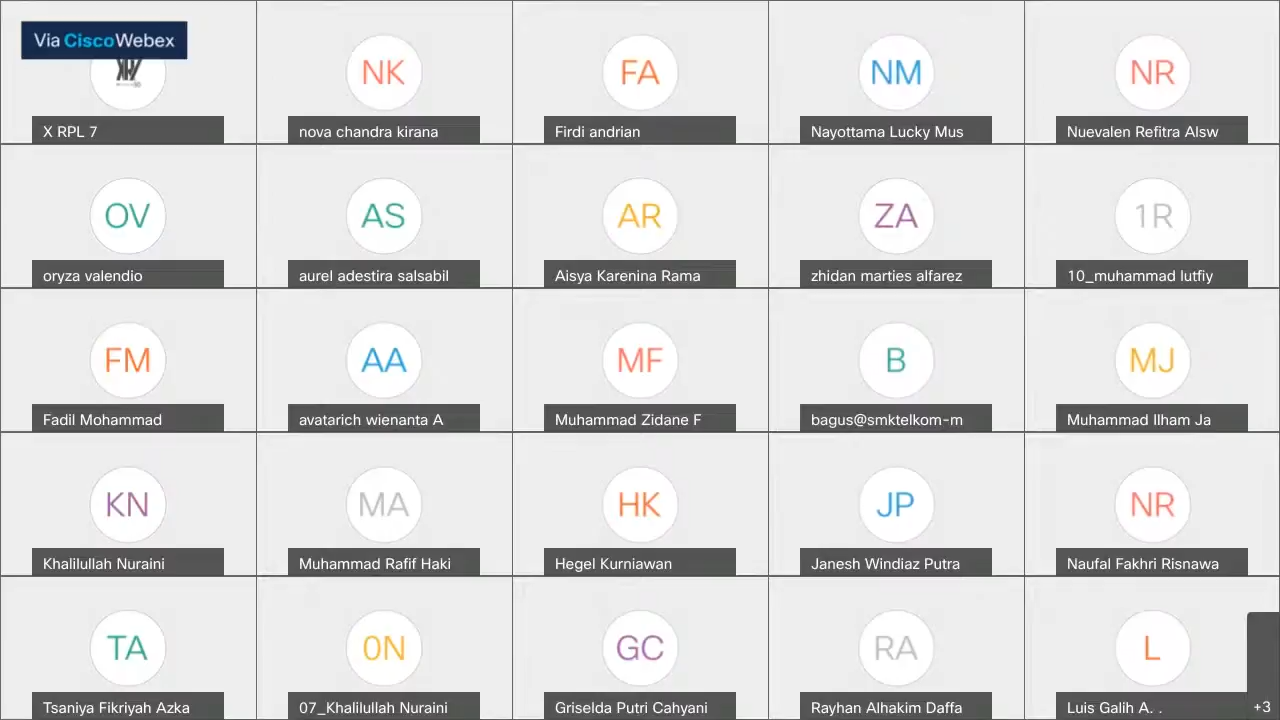 Via CiscoWebex
X RPL 7
NK
nova chandra kirana
FA
Firdi andrian
NM
Nayottama Lucky Mus
NR
Nuevalen Refitra Alsw
OV
oryza valendio
AS
aurel adestira salsabil
AR
Aisya Karenina Rama
ZA
zhidan marties alfarez
1R
10_muhammad lutfiy
FM
Fadil Mohammad
AA
avatarich wienanta A
MF
Muhammad Zidane F
B
bagus@smktelkom-m
MJ
Muhammad Ilham Ja
KN
Khalilullah Nuraini
MA
Muhammad Rafif Haki
HK
Hegel Kurniawan
JP
Janesh Windiaz Putra
NR
Naufal Fakhri Risnawa
TA
Tsaniya Fikriyah Azka
0N
07_Khalilullah Nuraini
GC
Griselda Putri Cahyani
RA
Rayhan Alhakim Daffa
L
Luis Galih A. .
+3